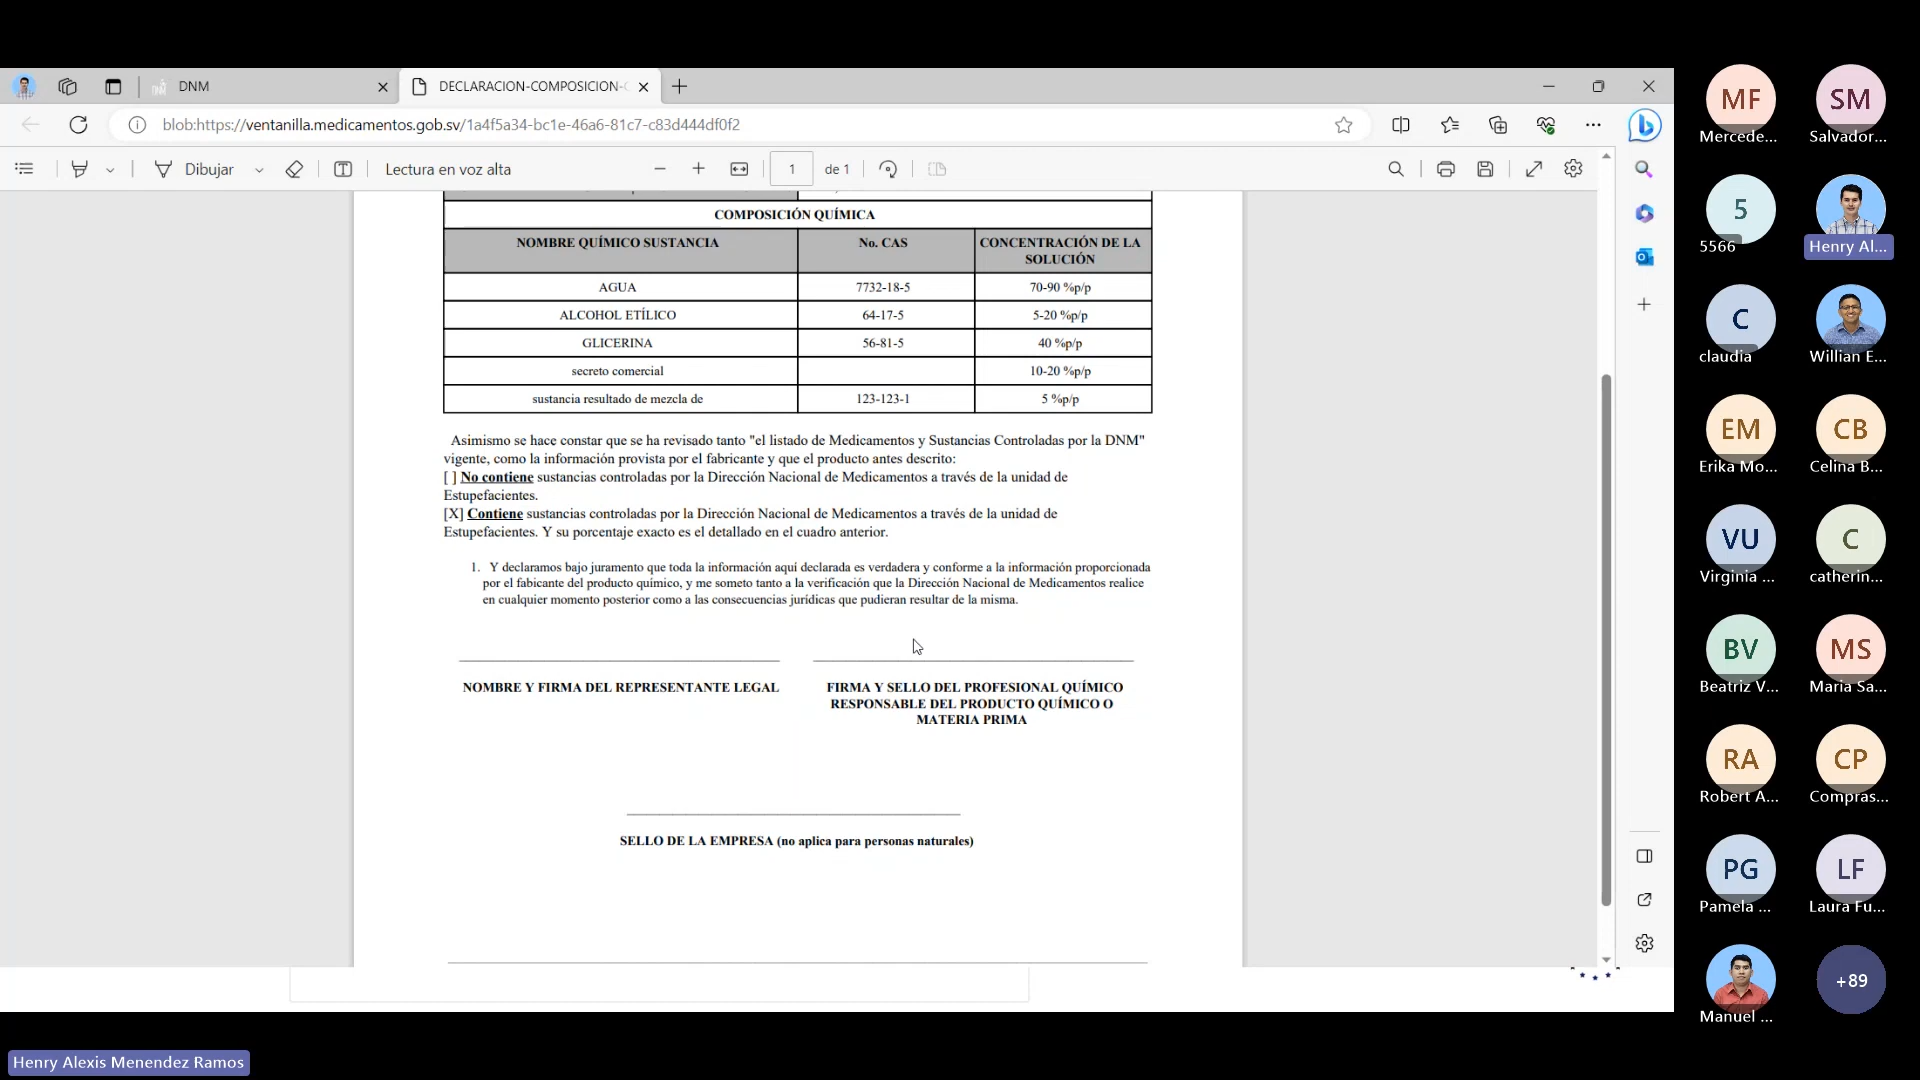 DNM
DECLARACION-COMPOSICION-
blob:https://ventanilla.medicamentos.gob.sv/1a4f5a34-bc1e-46a6-81c7-c83d444df0f2
Dibujar
Lectura en voz alta
1
de 1
COMPOSICIÓN QUÍMICA
NOMBRE QUÍMICO SUSTANCIA No. CAS CONCENTRACIÓN DE LA
SOLUCIÓN
AGUA 7732-18-5 70-90 %p/p
ALCOHOL ETÍLICO 64-17-5 5-20 %p/p
GLICERINA 56-81-5 40 %p/p
secreto comercial 10-20 %p/p
sustancia resultado de mezcla de 123-123-1 5 %p/p
Asimismo se hace constar que se ha revisado tanto "el listado de Medicamentos y Sustancias Controladas por la DNM"
vigente, como la información provista por el fabricante y que el producto antes descrito:
[ ] No contiene sustancias controladas por la Dirección Nacional de Medicamentos a través de la unidad de
Estupefacientes.
[X] Contiene sustancias controladas por la Dirección Nacional de Medicamentos a través de la unidad de
Estupefacientes. Y su porcentaje exacto es el detallado en el cuadro anterior.
1. Y declaramos bajo juramento que toda la información aquí declarada es verdadera y conforme a la información proporcionada
por el fabicante del producto químico, y me someto tanto a la verificación que la Dirección Nacional de Medicamentos realice
en cualquier momento posterior como a las consecuencias jurídicas que pudieran resultar de la misma.
NOMBRE Y FIRMA DEL REPRESENTANTE LEGAL
FIRMA Y SELLO DEL PROFESIONAL QUÍMICO
RESPONSABLE DEL PRODUCTO QUÍMICO O
MATERIA PRIMA
SELLO DE LA EMPRESA (no aplica para personas naturales)
MF SM
Mercede... Salvador...
5
5566 Henry Al...
C
claudia Willian E...
EM CB
Erika Mo... Celina B...
VU C
Virginia ... catherin...
BV MS
Beatriz V... Maria Sa...
RA CP
Robert A... Compras...
PG LF
Pamela ... Laura Fu...
+89
Manuel ...
Henry Alexis Menendez Ramos